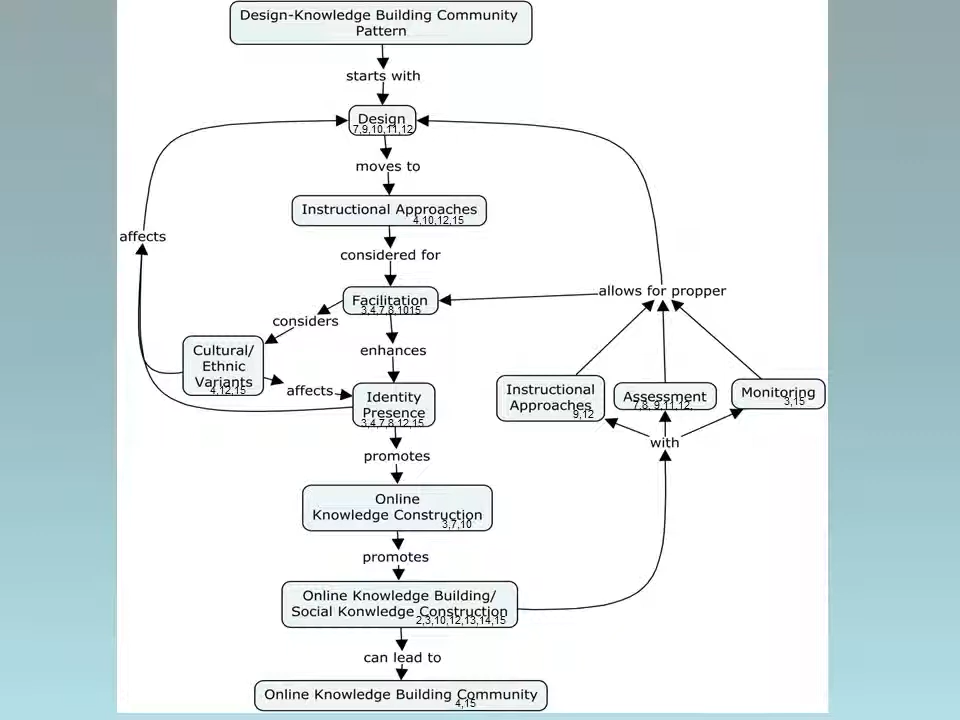 Design-Knowledge Building Community
Pattern
starts with
Design
7,9,10,11,12
moves to
Instructional Approaches
4,10,12,15
affects
considered for
allows for propper
Facilitation
3,4,7,8,1015
considers
enhances
Cultural/
Ethnic
Variants
4,12,15
affects
Identity
Presence
3,4,7,8,12,15
Instructional
Approaches
9,12
Assessment
7,8, 9,11,12,
Monitoring
3,15
with
promotes
Online
Knowledge Construction
3,7,10
promotes
Online Knowledge Building/
Social Konwledge Construction
2,3,10,12,13,14,15
can lead to
Online Knowledge Building Community
4,15